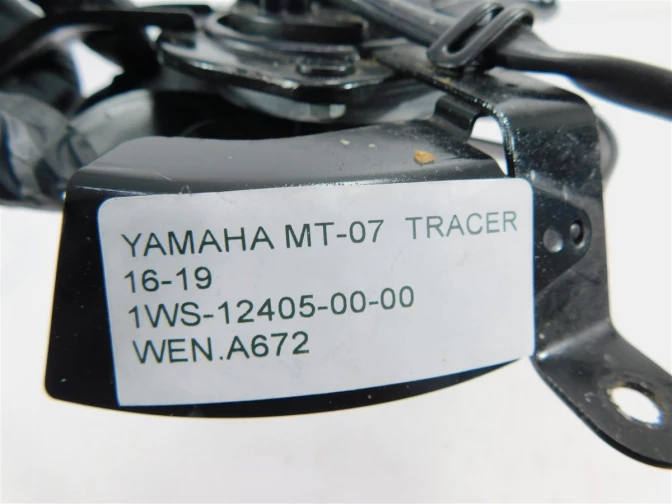 YAMAHA MT-07 TRACER
16-19
1WS-12405-00-00
WEN.A672